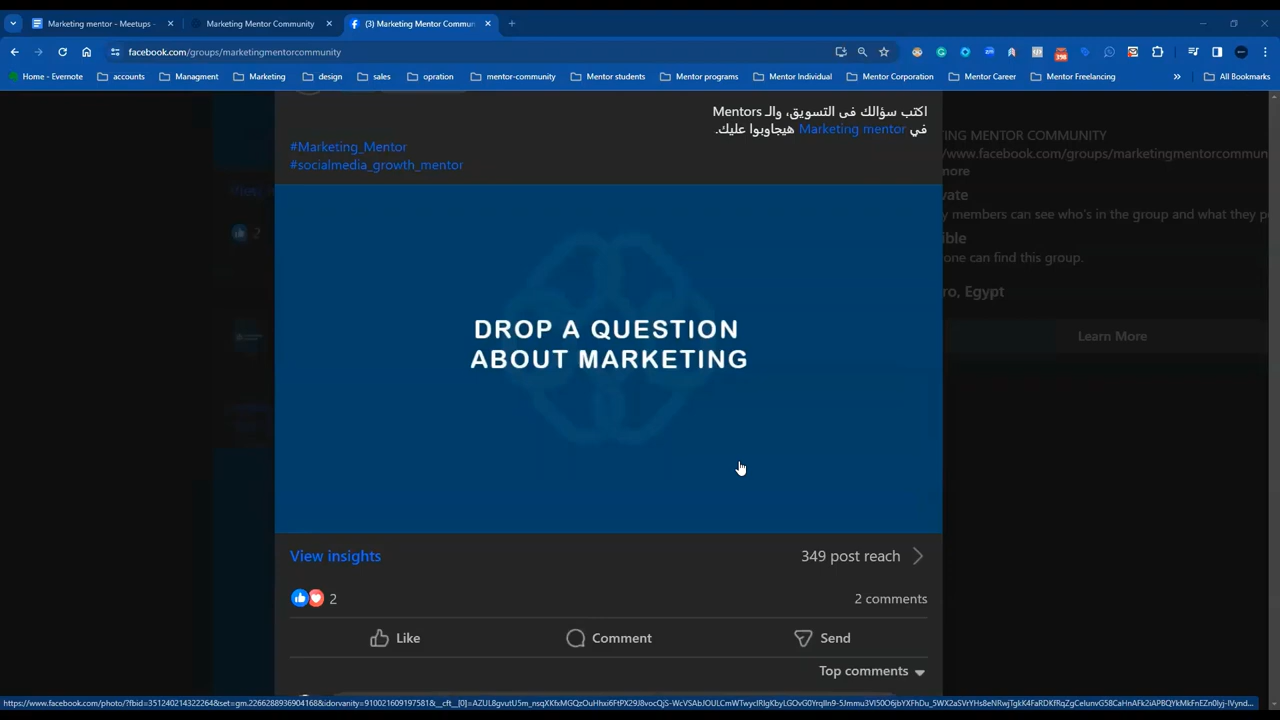 Marketing mentor - Meetups -
Marketing Mentor Community
(3) Marketing Mentor Commun
facebook.com/groups/marketingmentorcommunity
Home - Evernote
accounts
Managment
Marketing
design
sales
opration
mentor-community
Mentor students
Mentor programs
Mentor Individual
Mentor Corporation
Mentor Career
Mentor Freelancing
All Bookmarks
اكتب سؤالك في التسويق، والـ Mentors
في Marketing mentor هيجاوبوا عليك.
#Marketing_Mentor
#socialmedia_growth_mentor
DROP A QUESTION
ABOUT MARKETING
View insights
349 post reach
2
2 comments
Like
Comment
Send
Top comments
ING MENTOR COMMLUNITY
/www.facebook.com/groups/marketingmentorcommun
more
vate
y members can see who's in the group and what they p
ible
one can find this group.
ro, Egypt
Learn More